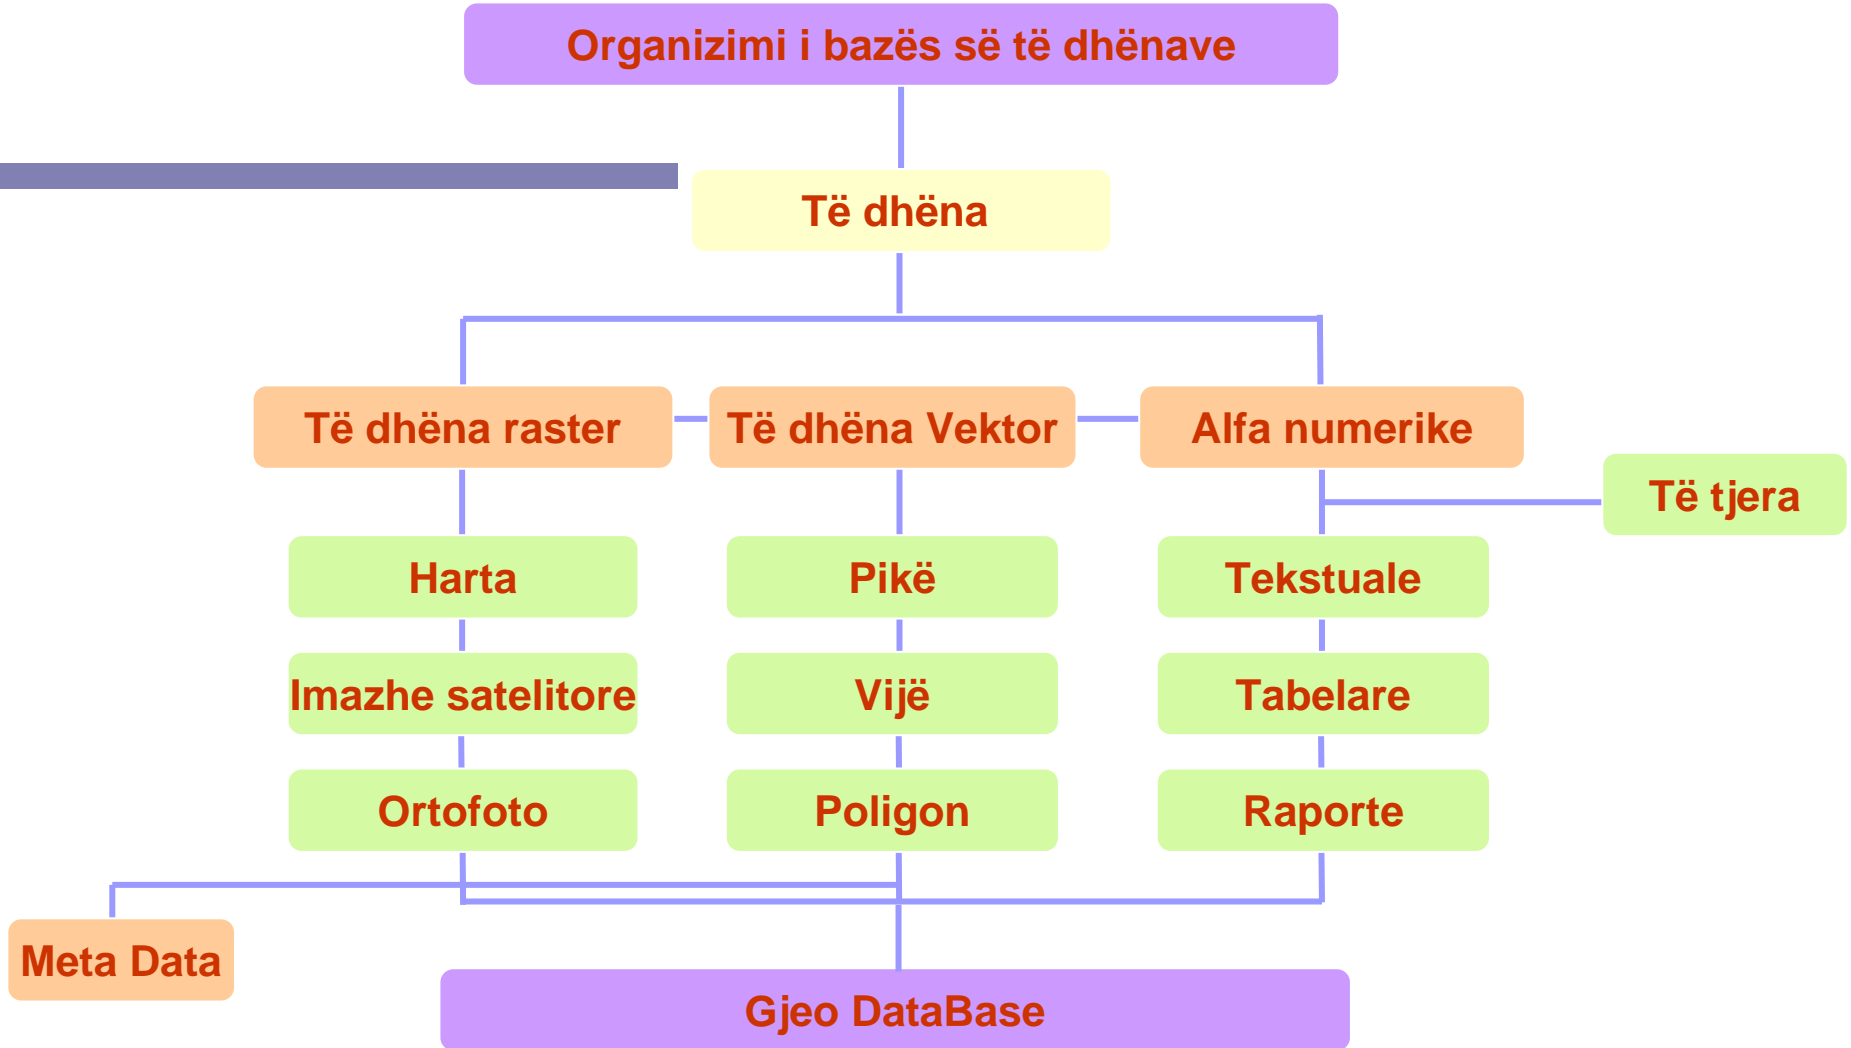 Organizimi i bazës së të dhënave
Të dhëna
Të dhëna raster
Të dhëna Vektor
Alfa numerike
Të tjera
Harta
Pikë
Tekstuale
Imazhe satelitore
Vijë
Tabelare
Ortofoto
Poligon
Raporte
Meta Data
Gjeo DataBase